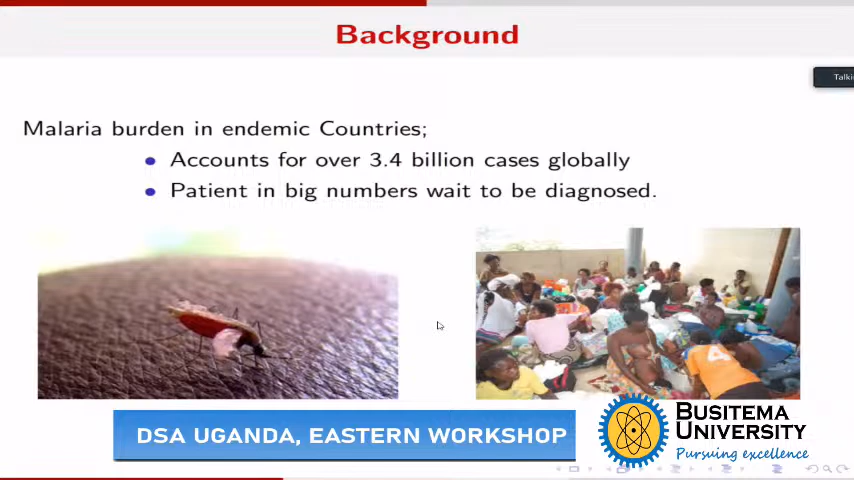 Background
Talki
Malaria burden in endemic Countries;
Accounts for over 3.4 billion cases globally
Patient in big numbers wait to be diagnosed.
4
DSA UGANDA, EASTERN WORKSHOP
BUSITEMA
UNIVERSITY
Pursuing excellence